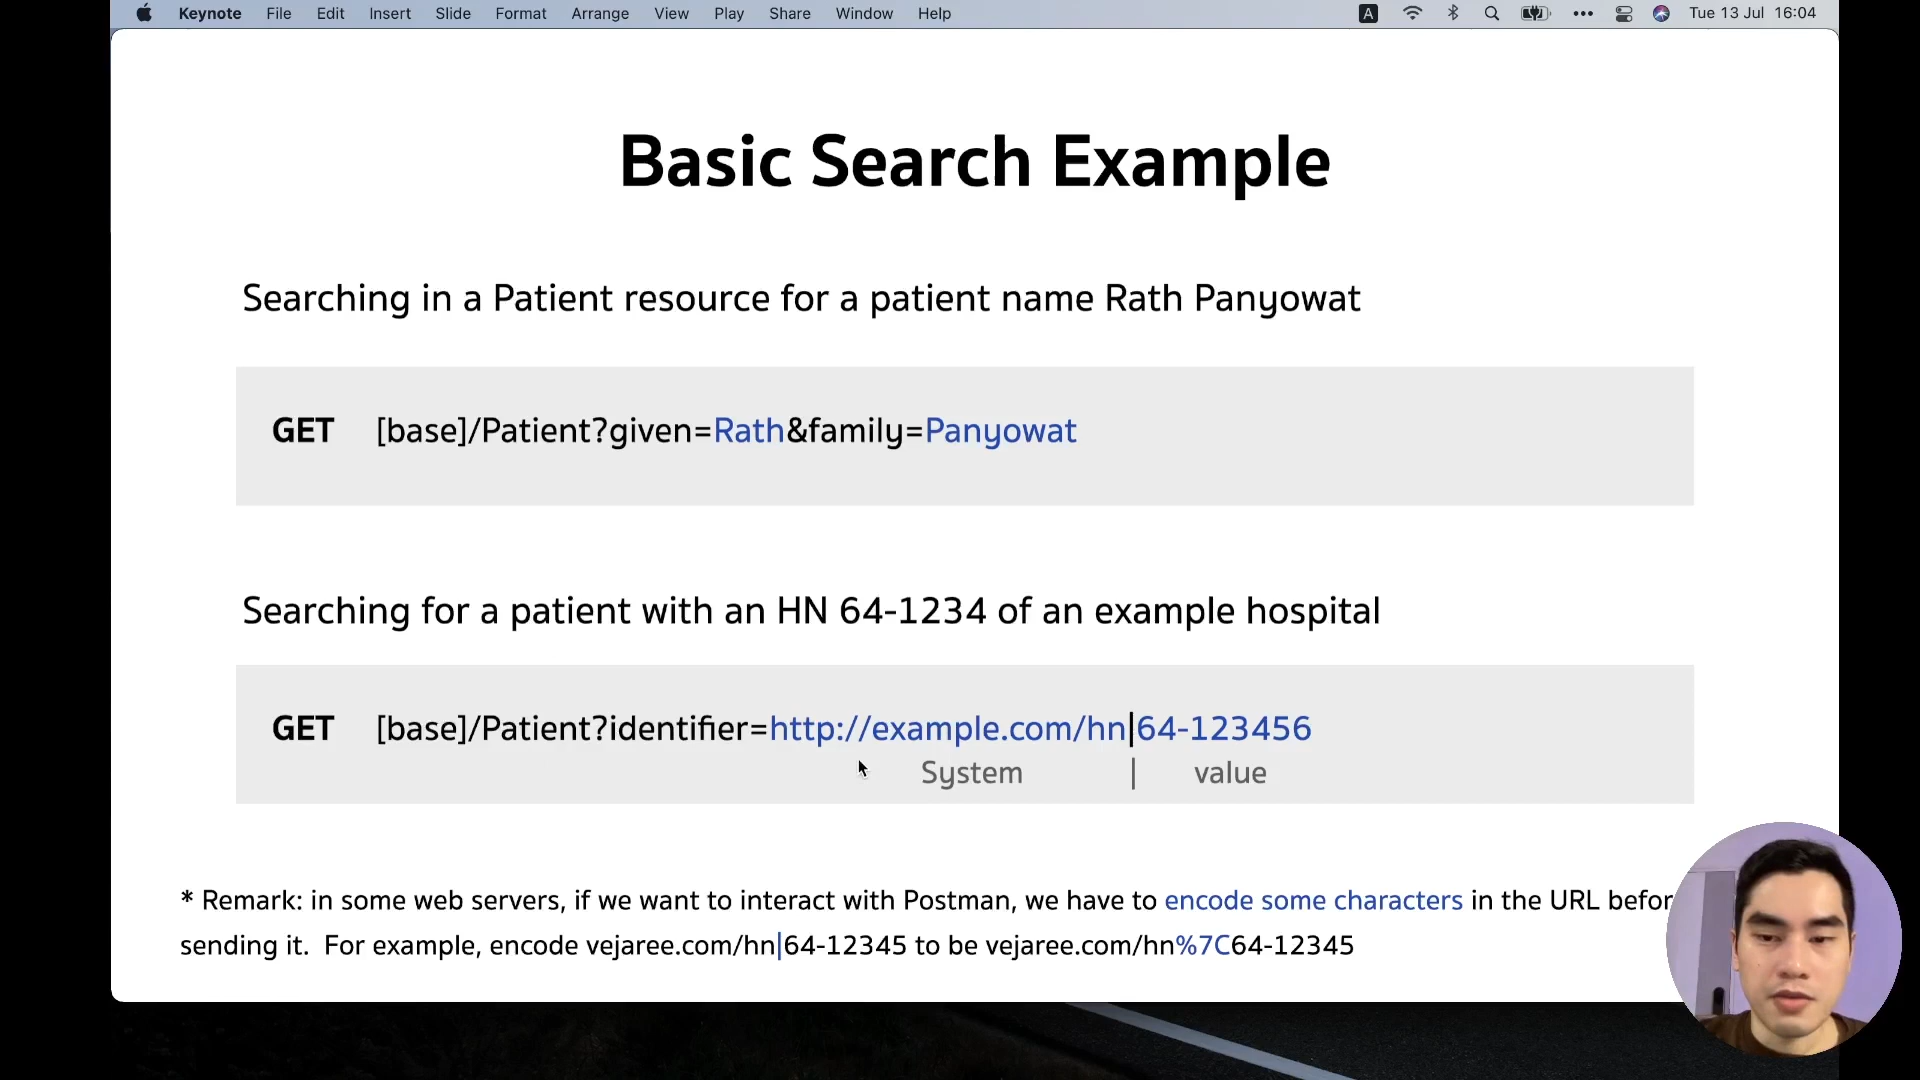 Keynote File Edit Insert Slide Format Arrange View Play Share Window Help A Tue 13 Jul 16:04
Basic Search Example
Searching in a Patient resource for a patient name Rath Panyowat
GET [base]/Patient?given=Rath&family=Panyowat
Searching for a patient with an HN 64-1234 of an example hospital
GET [base]/Patient?identifier=http://example.com/hn|64-123456
System | value
* Remark: in some web servers, if we want to interact with Postman, we have to encode some characters in the URL befor
sending it. For example, encode vejaree.com/hn|64-12345 to be vejaree.com/hn%7C64-12345